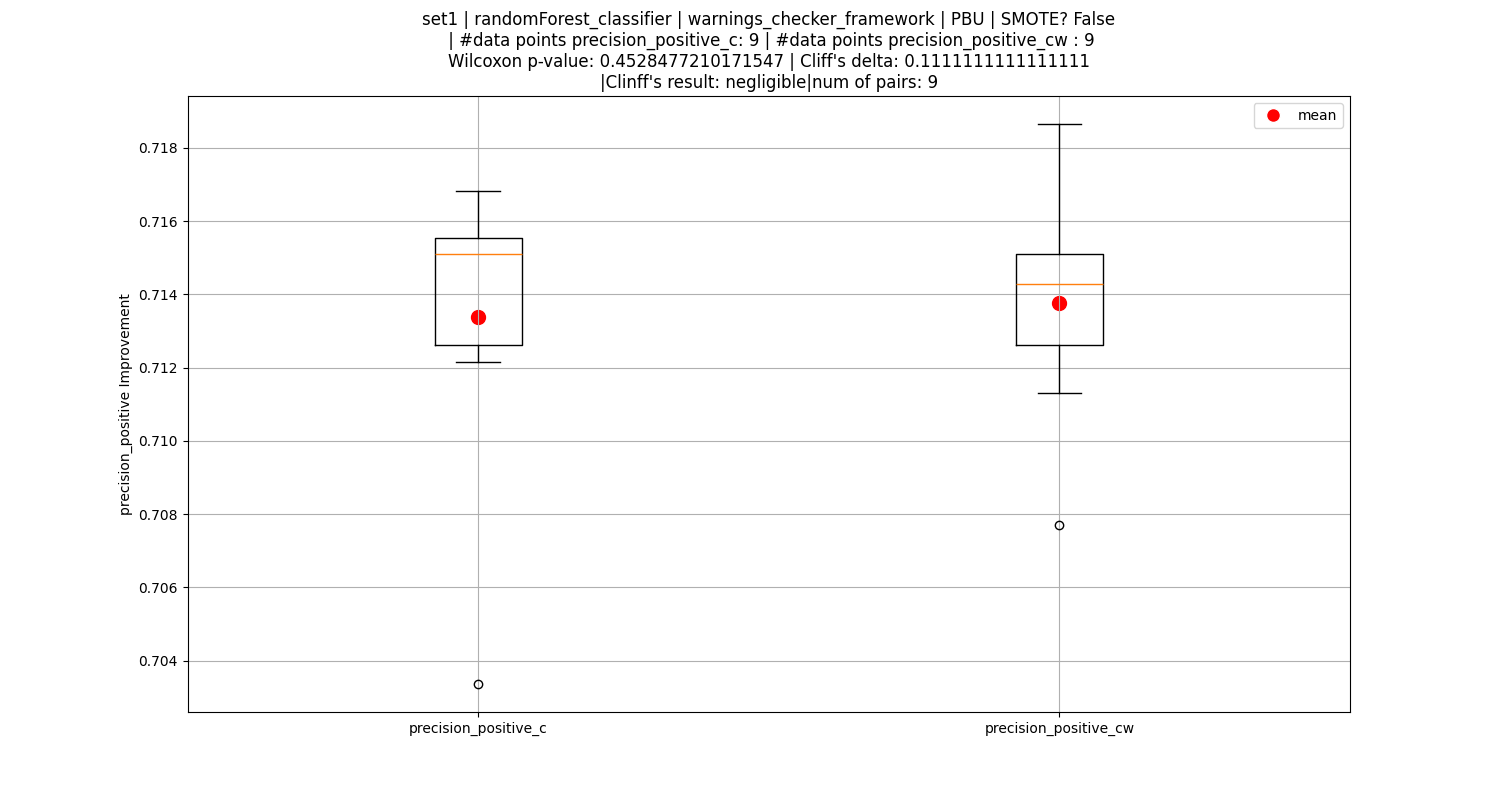 set1 | randomForest_classifier | warnings_checker_framework | PBU | SMOTE? False
| #data points precision_positive_c: 9 | #data points precision_positive_cw : 9
Wilcoxon p-value: 0.4528477210171547 | Cliff's delta: 0.1111111111111111
|Clinff's result: negligible|num of pairs: 9
mean
0.718
0.716
0.714
0.712
0.710
0.708
0.706
0.704
precision_positive Improvement
precision_positive_c
precision_positive_cw